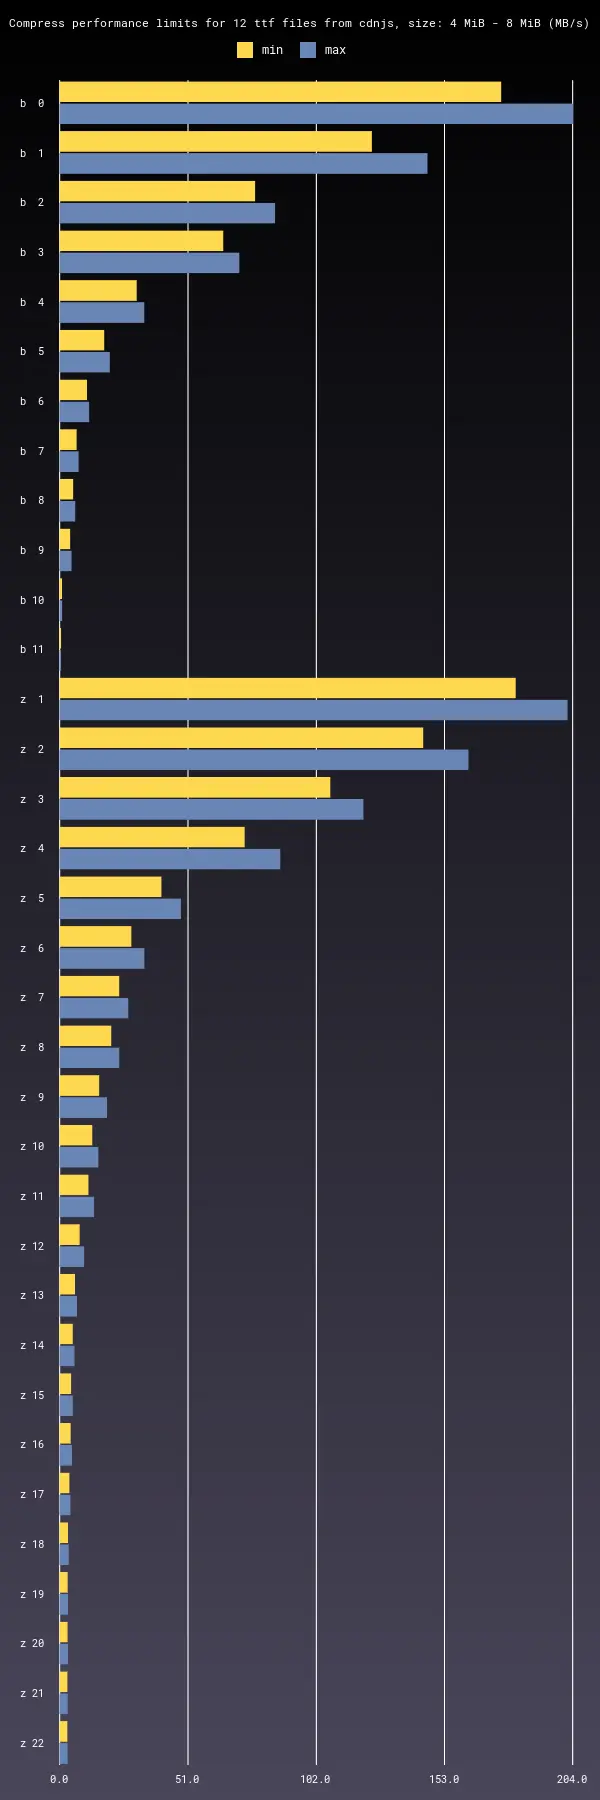 Compress performance limits for 12 ttf files from cdnjs, size: 4 MiB - 8 MiB (MB/s)
min max
b 0
b 1
b 2
b 3
b 4
b 5
b 6
b 7
b 8
b 9
b 10
b 11
z 1
z 2
z 3
z 4
z 5
z 6
z 7
z 8
z 9
z 10
z 11
z 12
z 13
z 14
z 15
z 16
z 17
z 18
z 19
z 20
z 21
z 22
0.0 51.0 102.0 153.0 204.0